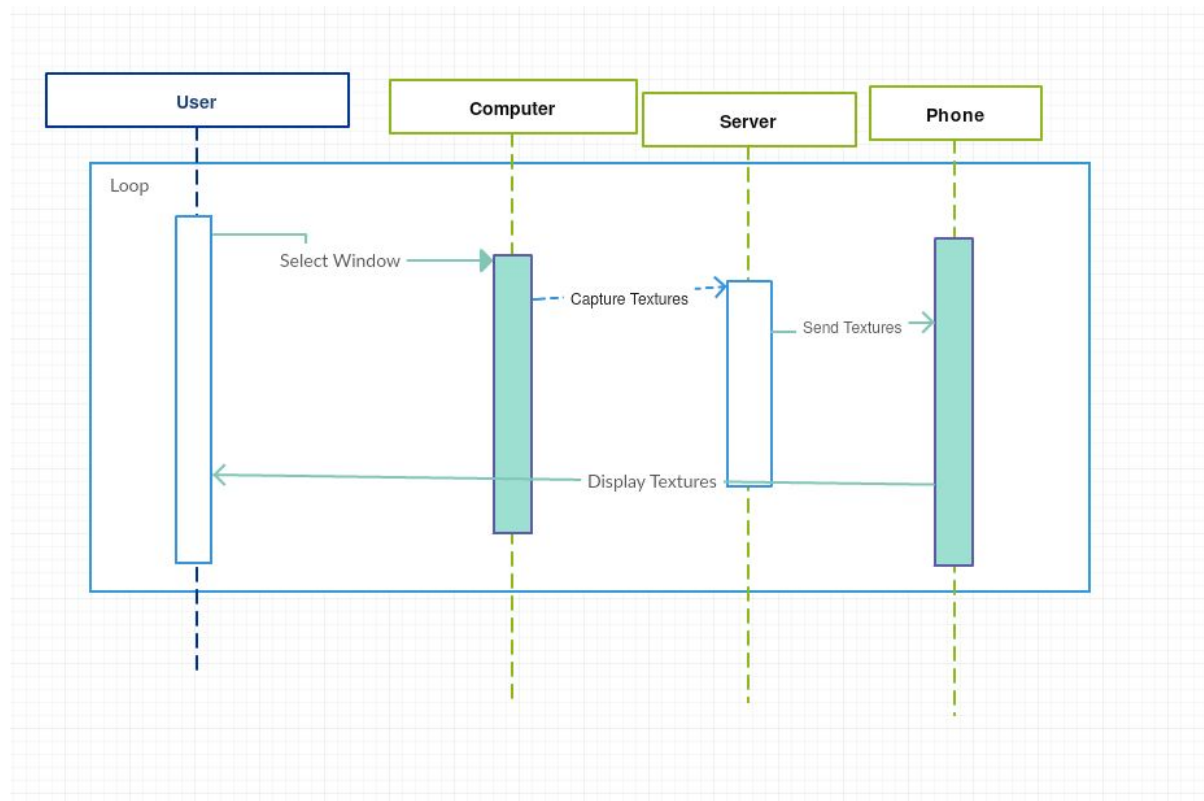 User
Computer
Server
Phone
Loop
Select Window
Capture Textures
Send Textures
Display Textures